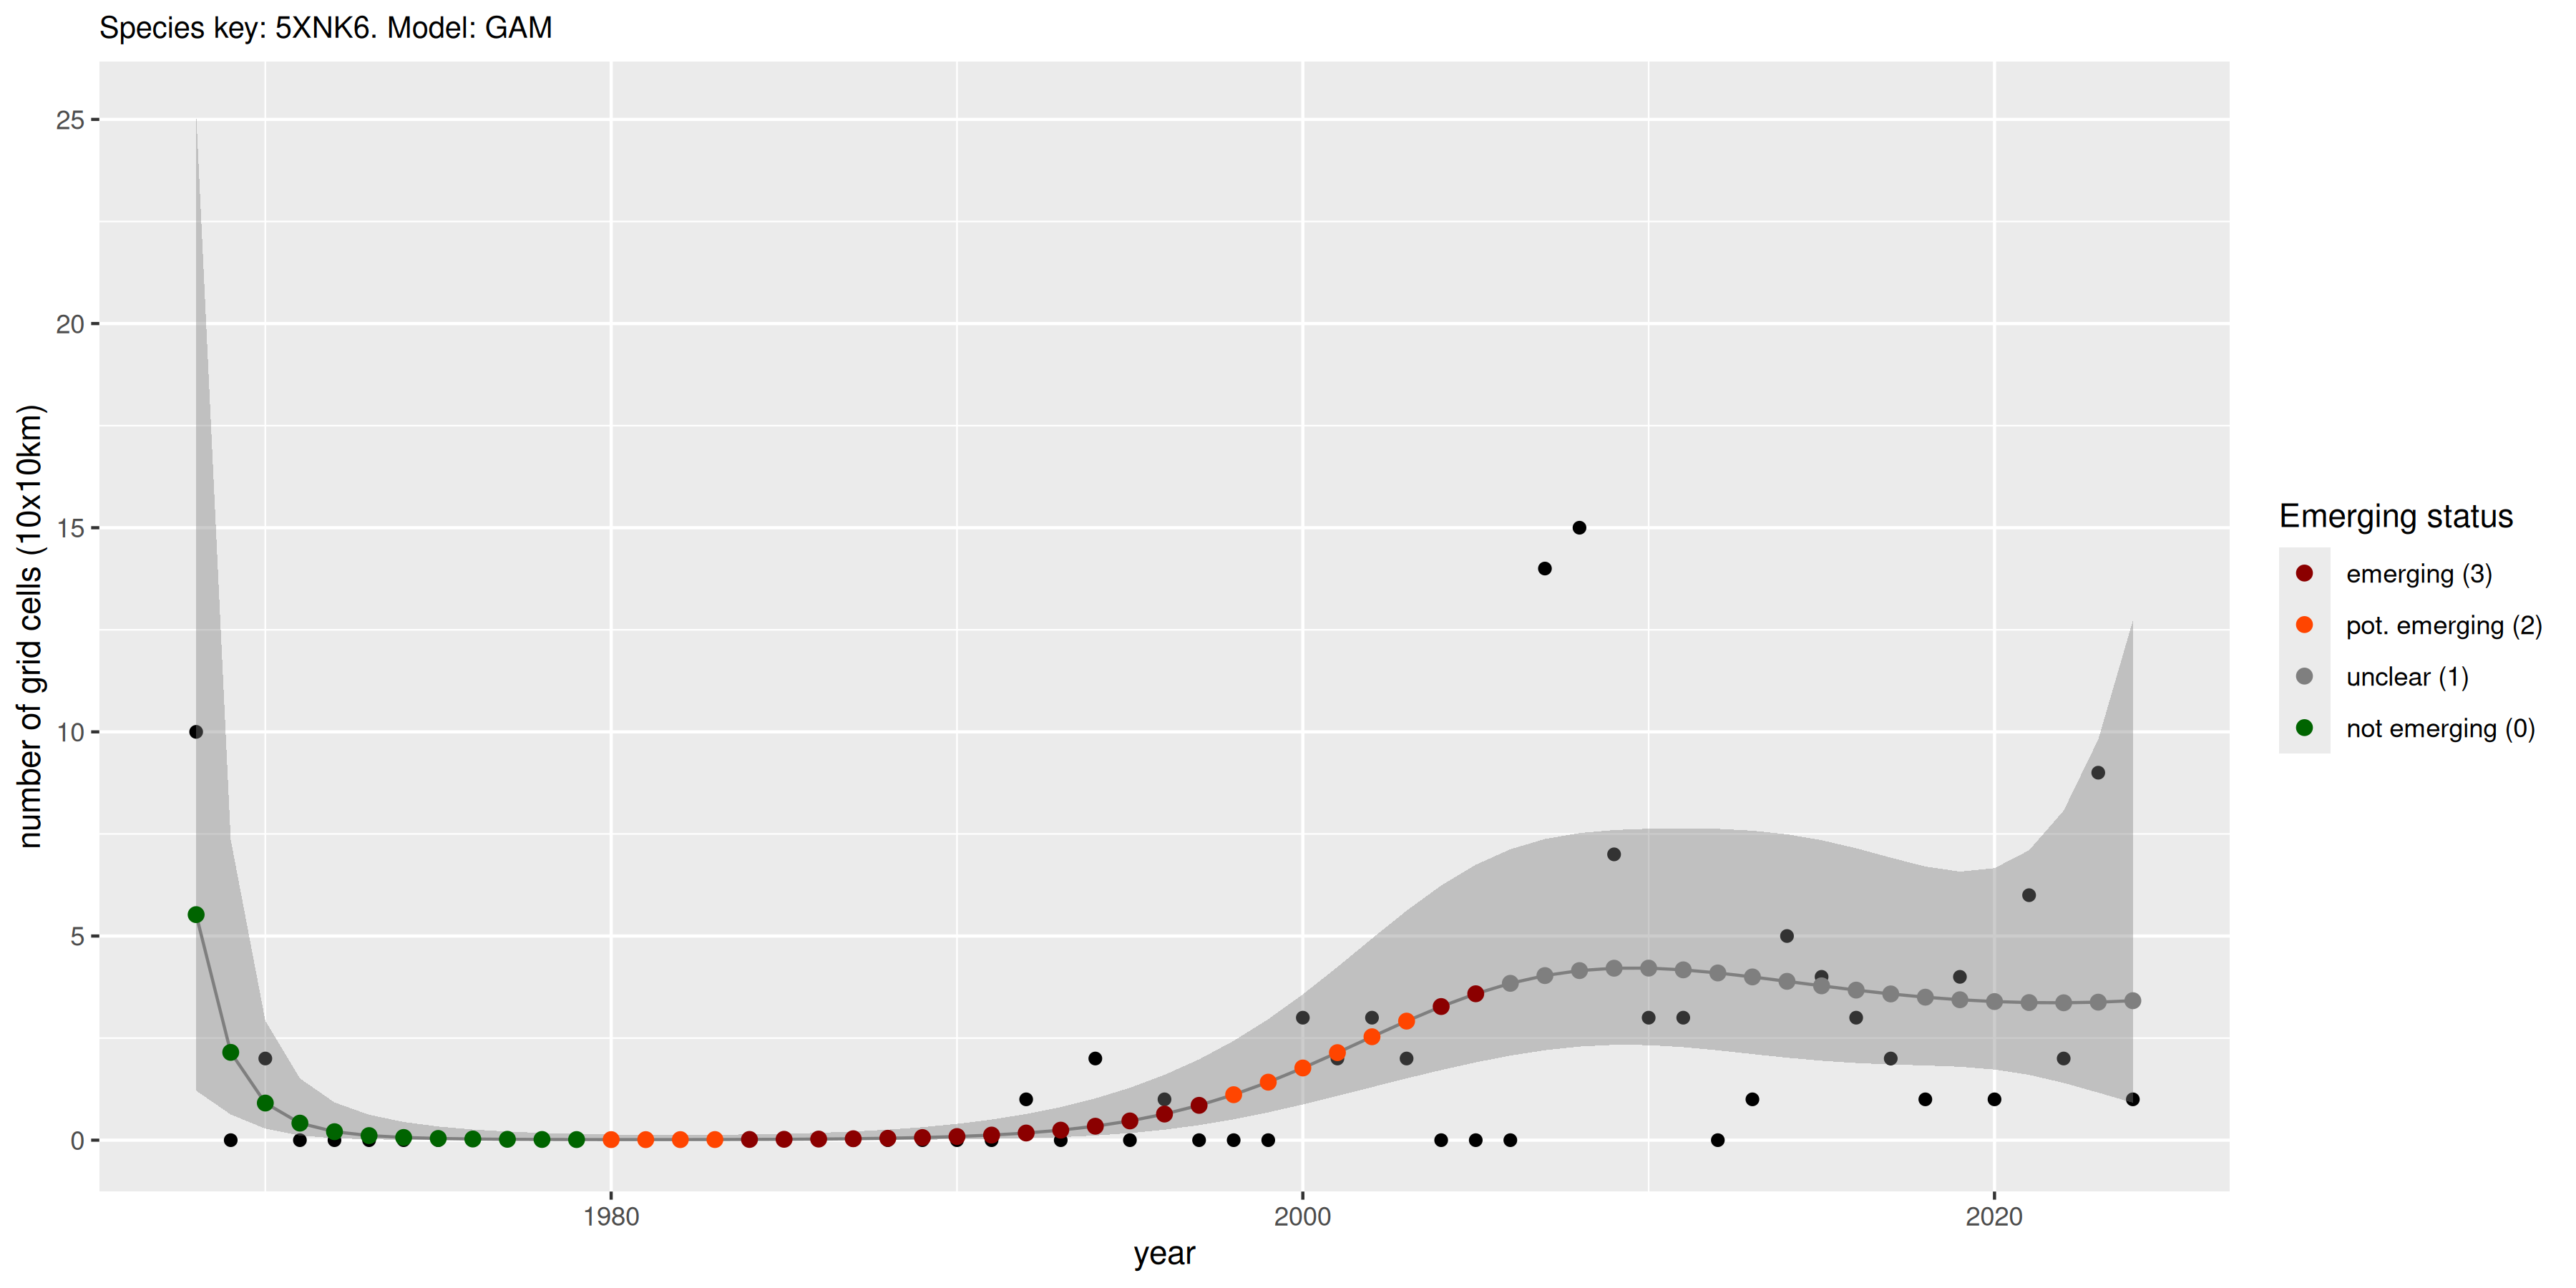 Species key: 5XNK6. Model: GAM
25
20
15
10
5
0
number of grid cells (10x10km)
1980
2000
2020
year
Emerging status
emerging (3)
pot. emerging (2)
unclear (1)
not emerging (0)